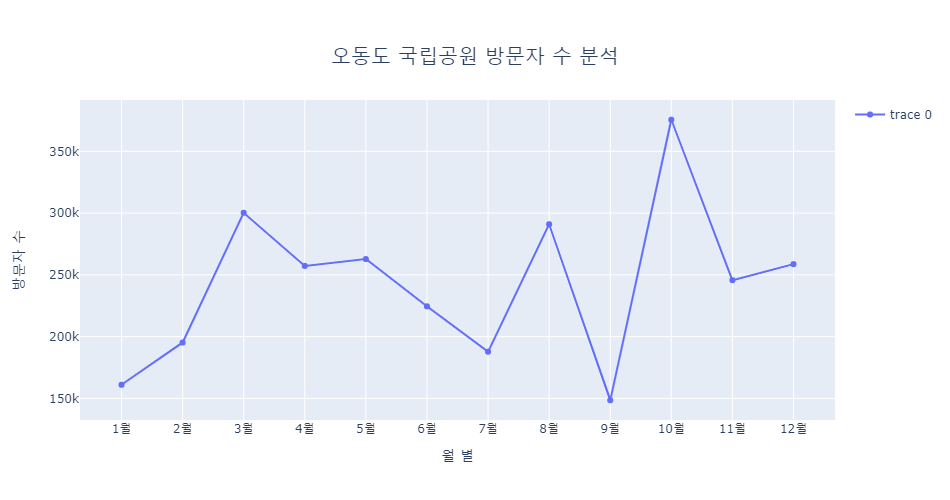 오동도 국립공원 방문자 수 분석
trace 0
방문자 수
350k
300k
250k
200k
150k
1월 2월 3월 4월 5월 6월 7월 8월 9월 10월 11월 12월
월 별